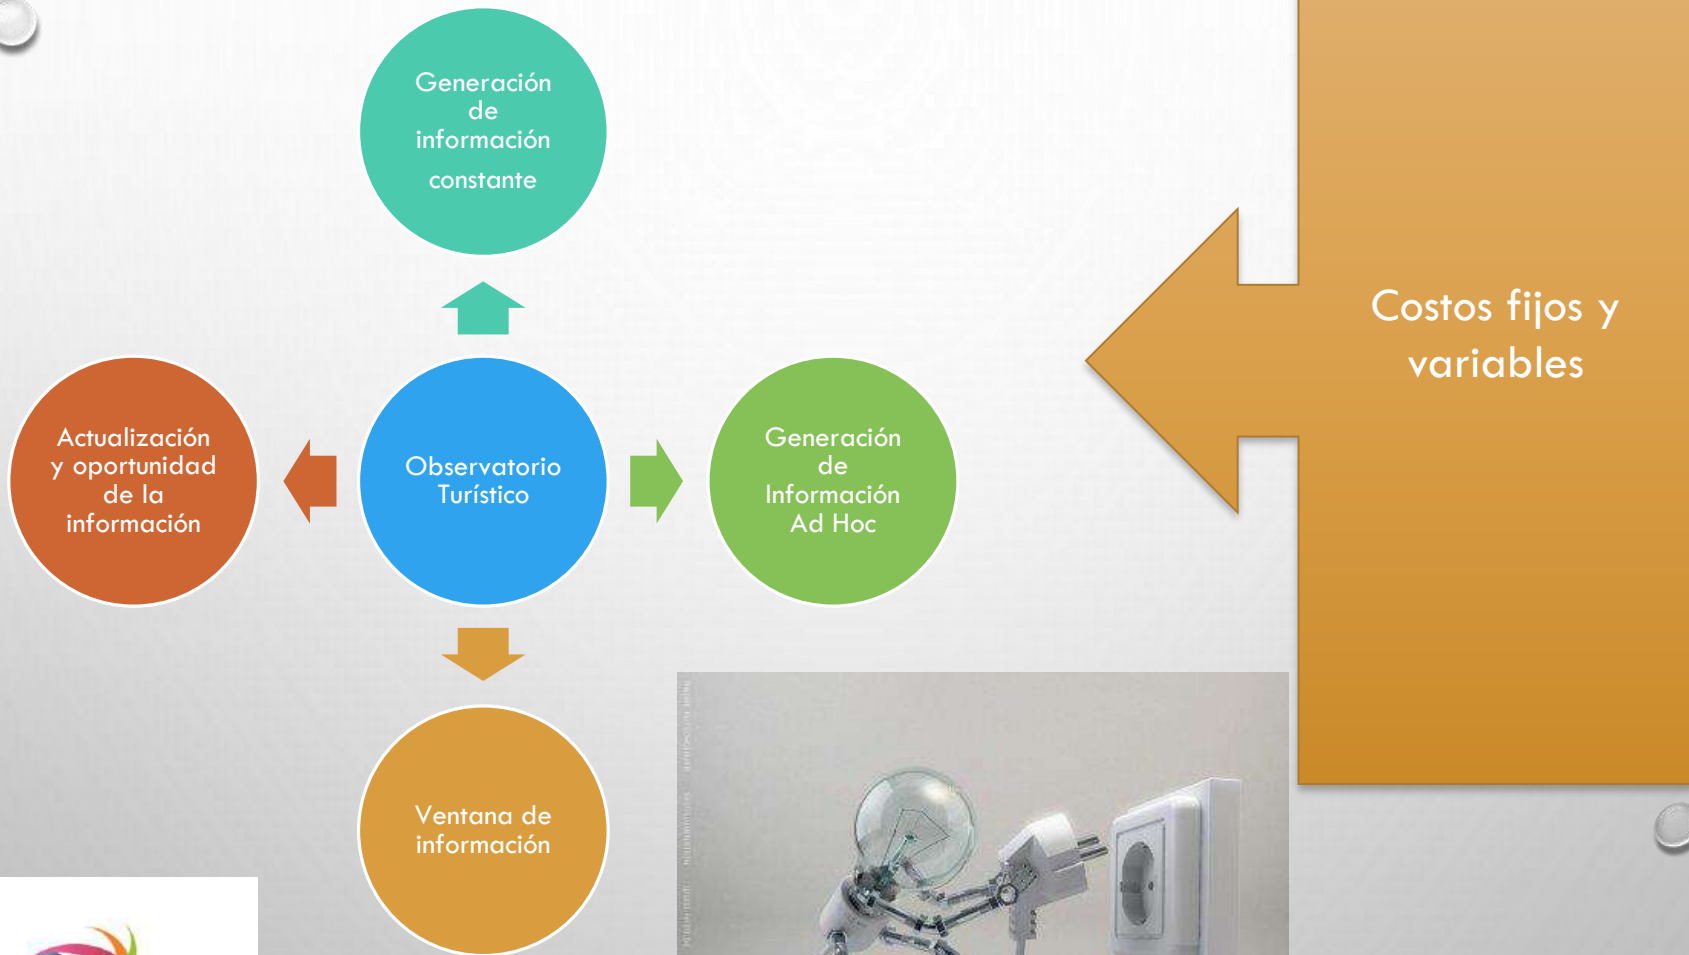 Generación
de
información
constante
Costos fijos y
variables
Actualización
y oportunidad
de la
información
Observatorio
Turístico
Generación
de
Información
Ad Hoc
Ventana de
información